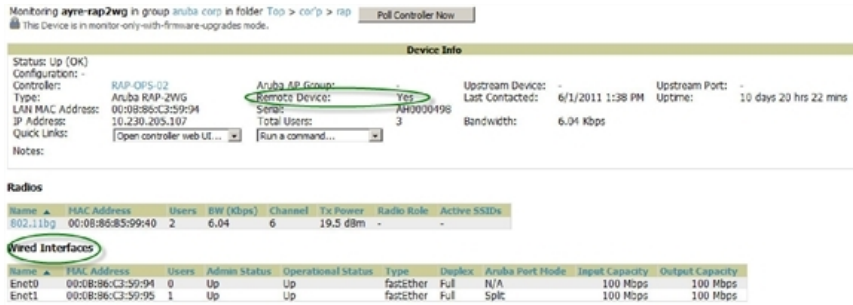 Monitoring ayre-rap2wg in group aruba corp in folder Top > cor'p > rap Poll Controller Now
This Device is in monitor-only-with-firmware-upgrades mode.
Device Info
Status: Up (OK)
Configuration: -
Controller: RAP-OPS-02 Aruba AP Group: - Upstream Device: - Upstream Port: -
Type: Aruba RAP-2WG Remote Device: Yes Last Contacted: 6/1/2011 1:38 PM Uptime: 10 days 20 hrs 22 mins
LAN MAC Address: 00:0B:86:C3:59:94 Serial: AH0000498
IP Address: 10.230.205.107 Total Users: 3 Bandwidth: 6.04 Kbps
Quick Links: Open controller web UI... Run a command...
Notes:
Radios
Name MAC Address Users BW (Kbps) Channel Tx Power Radio Role Active SSIDs
802.11bg 00:0B:86:B5:99:40 2 6.04 6 19.5 dBm - -
Wired Interfaces
Name MAC Address Users Admin Status Operational Status Type Duplex Aruba Port Mode Input Capacity Output Capacity
Enet0 00:0B:86:C3:59:94 0 Up Up fastEther Full N/A 100 Mbps 100 Mbps
Enet1 00:0B:86:C3:59:95 1 Up Up fastEther Full Split 100 Mbps 100 Mbps